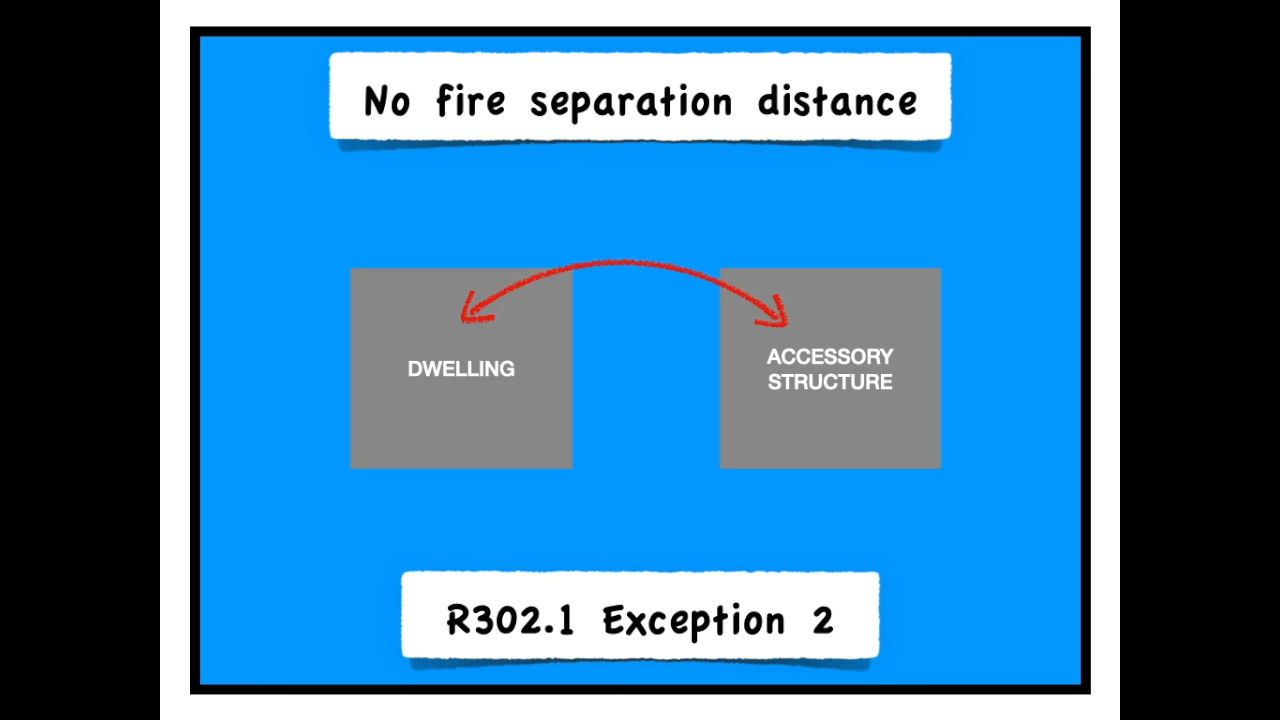 No fire separation distance
DWELLING
ACCESSORY
STRUCTURE
R302.1 Exception 2